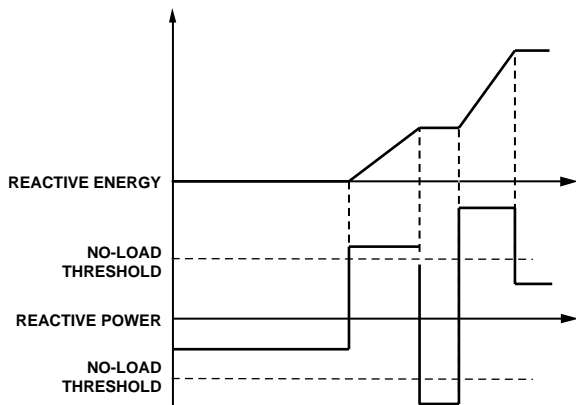 REACTIVE ENERGY
NO-LOAD
THRESHOLD
REACTIVE POWER
NO-LOAD
THRESHOLD